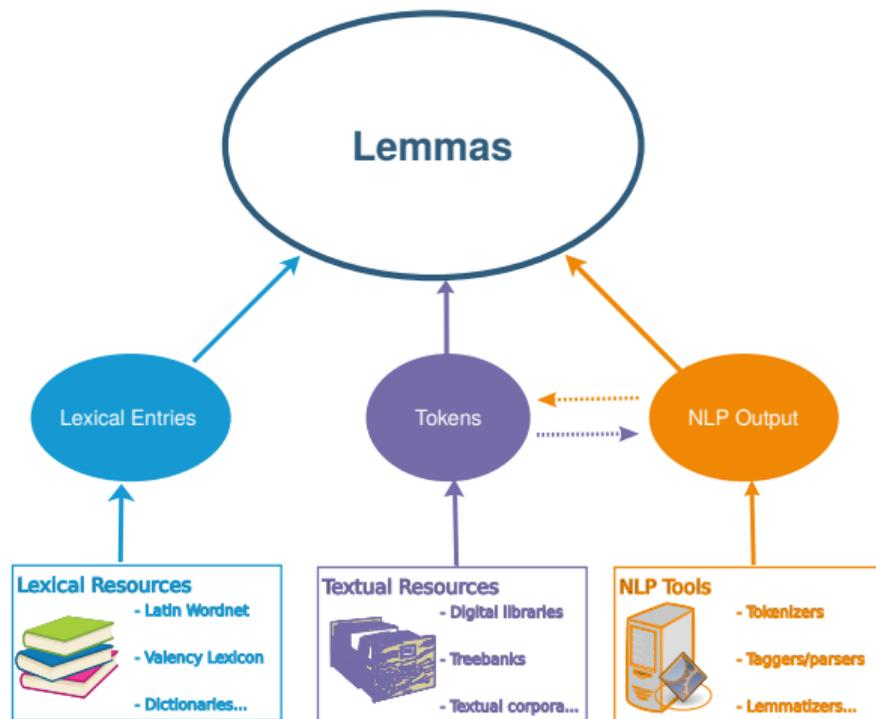 Lemmas
Lexical Entries
Tokens
NLP Output
Lexical Resources
- Latin Wordnet
- Valency Lexicon
- Dictionaries...
Textual Resources
- Digital libraries
- Treebanks
- Textual corpora...
NLP Tools
- Tokenizers
- Taggers/parsers
- Lemmatizers...